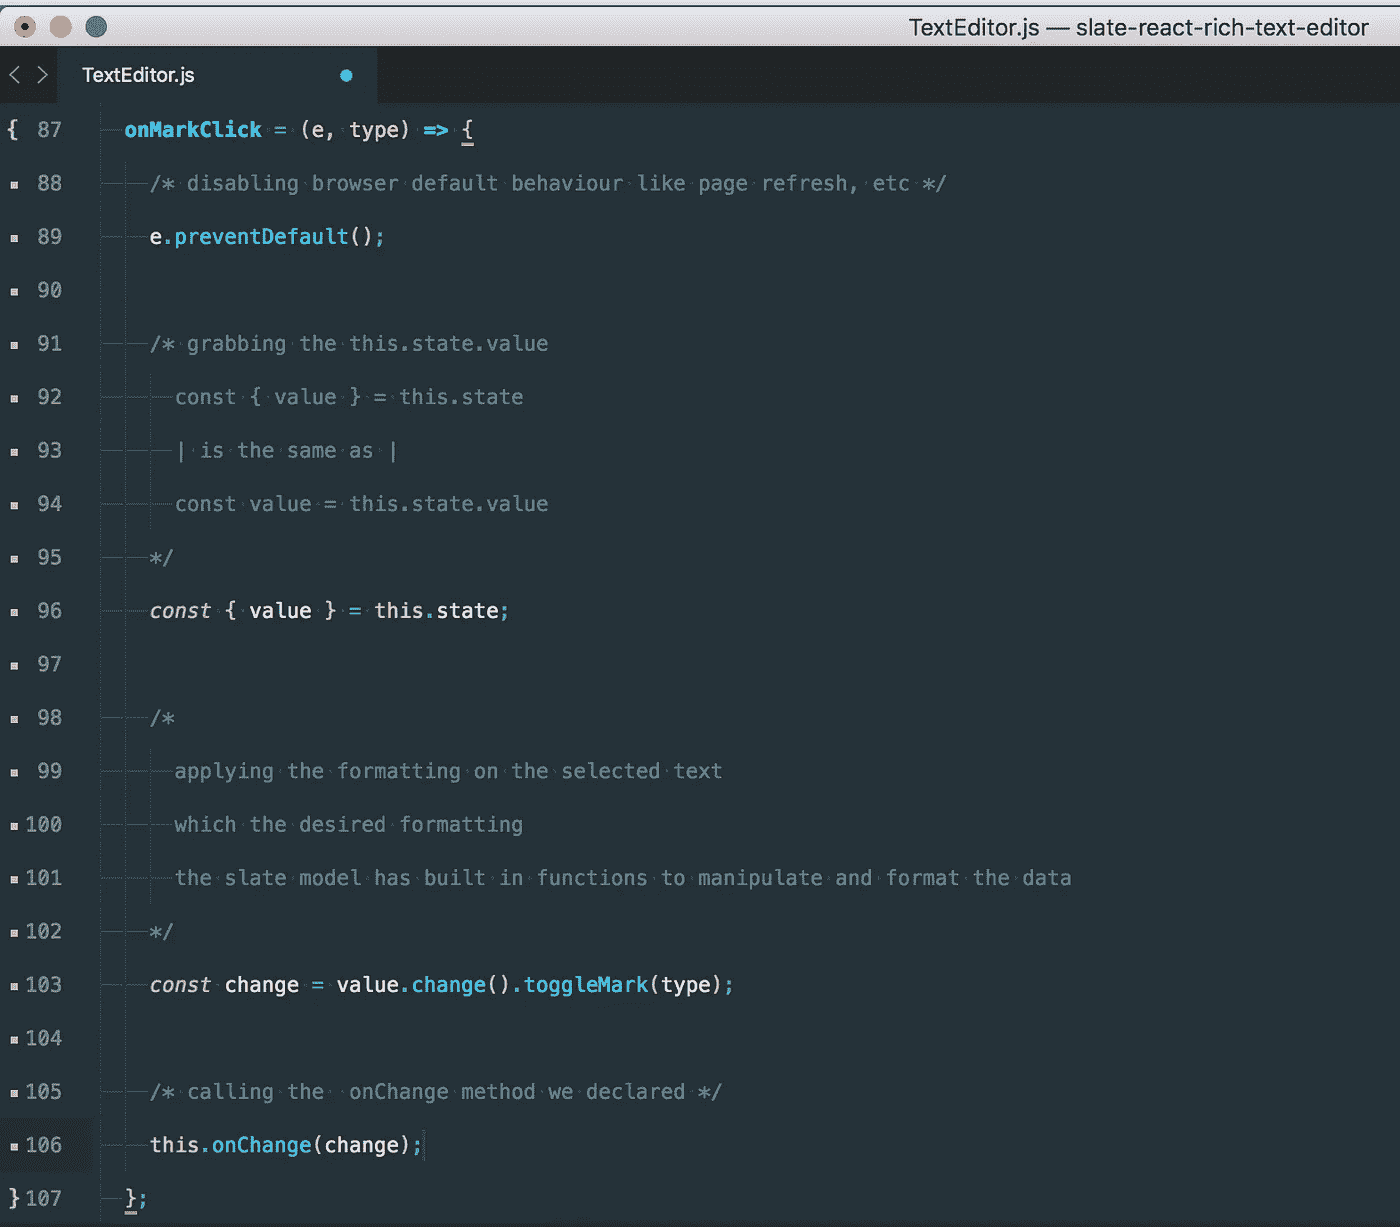 TextEditor.js — slate-react-rich-text-editor
TextEditor.js
{ 87 onMarkClick = (e, type) => {
88 /* disabling browser default behaviour like page refresh, etc */
89 e.preventDefault();
90
91 /* grabbing the this.state.value
92 const { value } = this.state
93 | is the same as |
94 const value = this.state.value
95 */
96 const { value } = this.state;
97
98 /*
99 applying the formatting on the selected text
100 which the desired formatting
101 the slate model has built in functions to manipulate and format the data
102 */
103 const change = value.change().toggleMark(type);
104
105 /* calling the  onChange method we declared */
106 this.onChange(change);
} 107 };